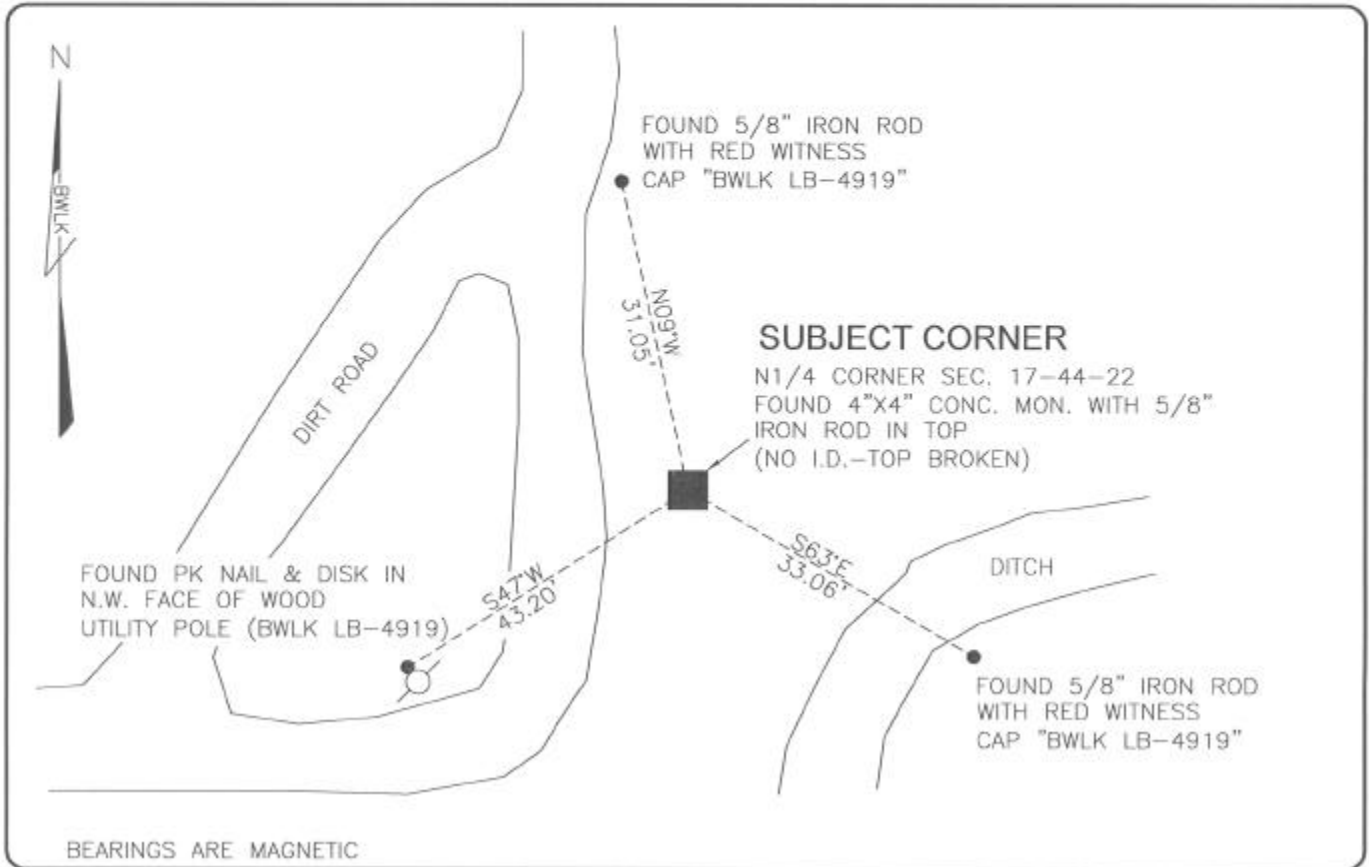 N
BWLK
FOUND 5/8" IRON ROD
WITH RED WITNESS
CAP "BWLK LB-4919"
N09°W
31.05'
SUBJECT CORNER
N1/4 CORNER SEC. 17-44-22
FOUND 4"X4" CONC. MON. WITH 5/8"
IRON ROD IN TOP
(NO I.D.-TOP BROKEN)
DIRT ROAD
FOUND PK NAIL & DISK IN
N.W. FACE OF WOOD
UTILITY POLE (BWLK LB-4919)
S47°W
43.20'
S63°E
33.06'
DITCH
FOUND 5/8" IRON ROD
WITH RED WITNESS
CAP "BWLK LB-4919"
BEARINGS ARE MAGNETIC